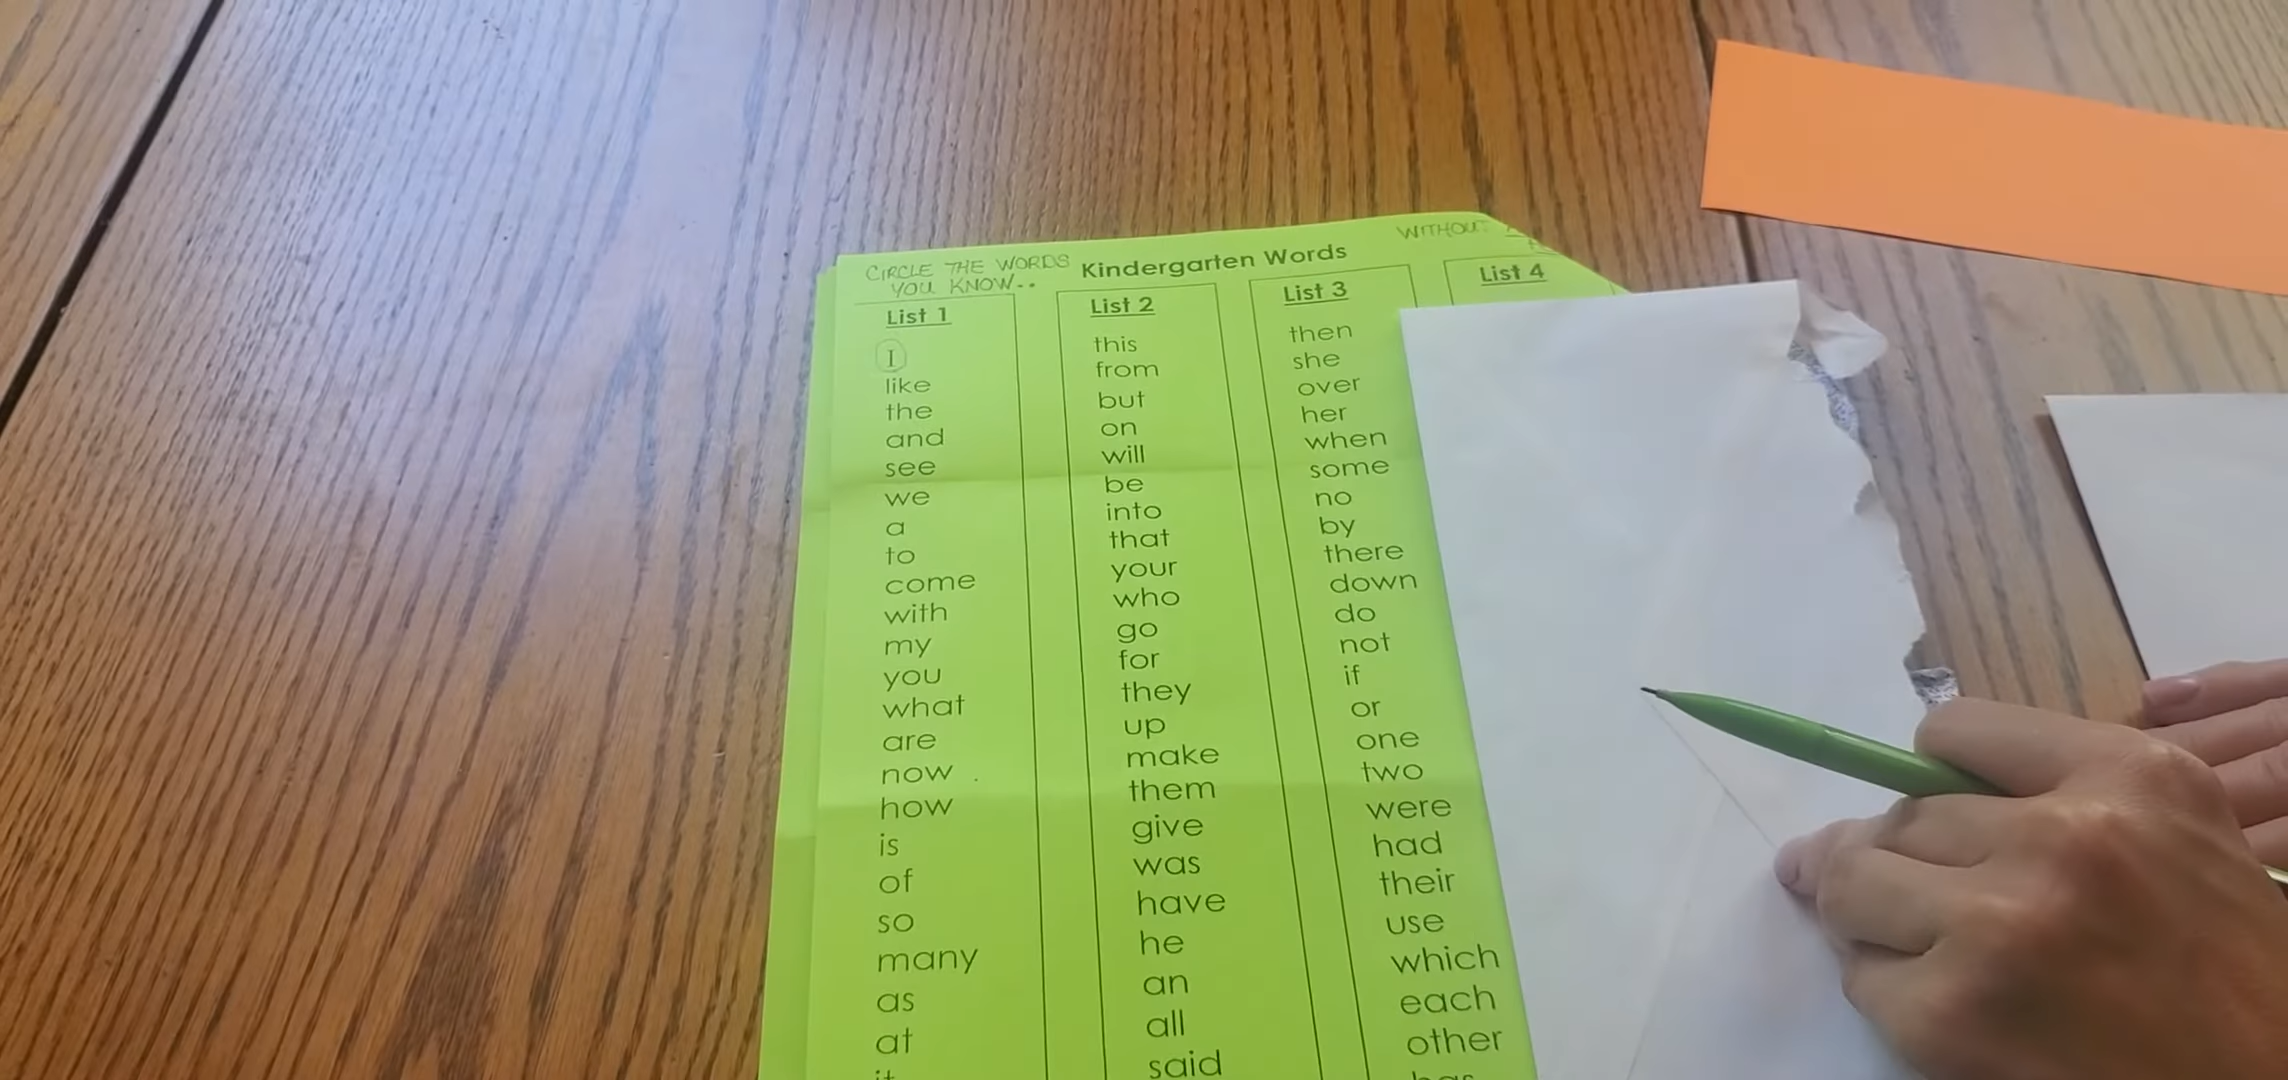 WITHOUT
CIRCLE THE WORDS
YOU KNOW..
Kindergarten Words
List 1
I
like
the
and
see
we
a
to
come
with
my
you
what
are
now
how
is
of
so
many
as
at
it
List 2
this
from
but
on
will
be
into
that
your
who
go
for
they
up
make
them
give
was
have
he
an
all
said
List 3
then
she
over
her
when
some
no
by
there
down
do
not
if
or
one
two
were
had
their
use
which
each
other
has
List 4